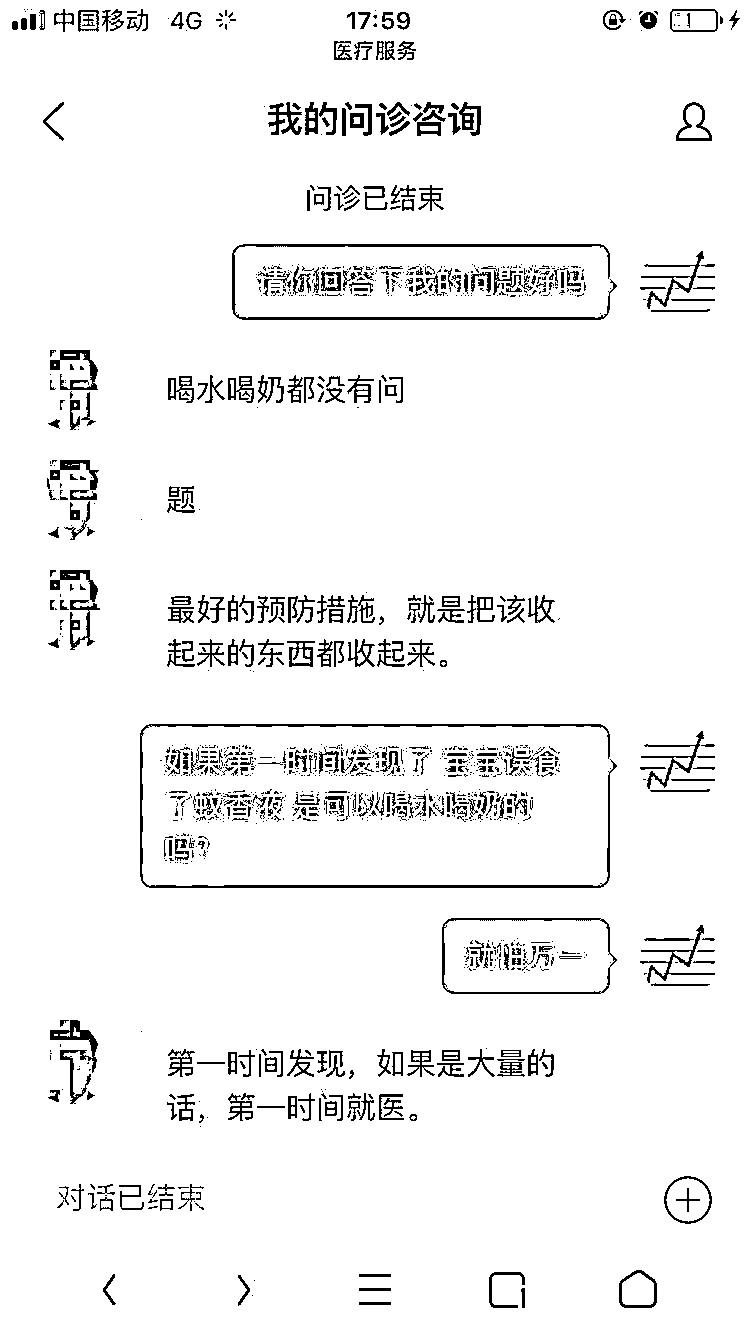 中国移动 4G 17:59
医疗服务
我的问诊咨询
问诊已结束
请你回答下我的问题好吗
喝水喝奶都没有问
题
最好的预防措施，就是把该收
起来的东西都收起来。
如果第一时间发现了 宝宝误食
了蚊香液 是可以喝水喝奶的
吗?
就怕万一
第一时间发现，如果是大量的
话，第一时间就医。
对话已结束